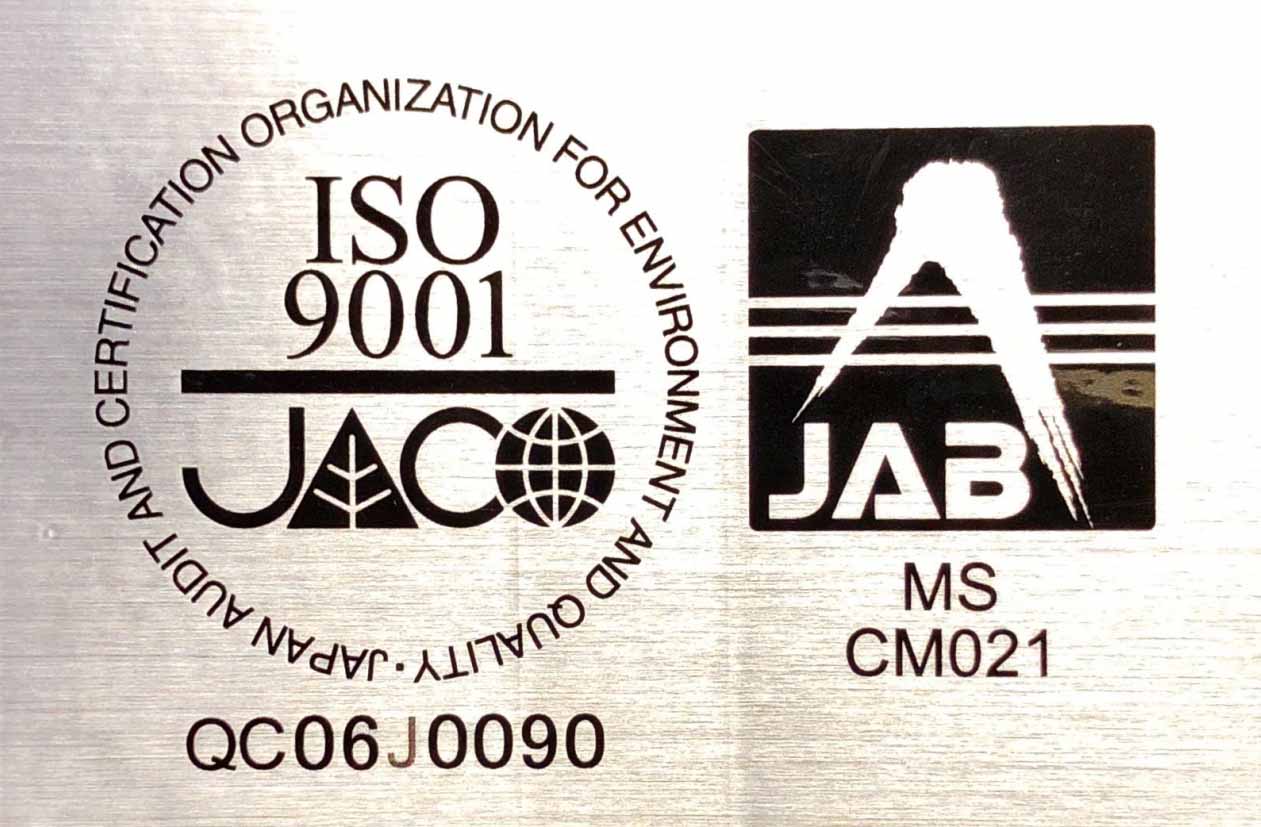 JAPAN AUDIT AND CERTIFICATION ORGANIZATION FOR ENVIRONMENT AND QUALITY ·
ISO
9001
JACO
QC06J0090
JAB
MS
CM021